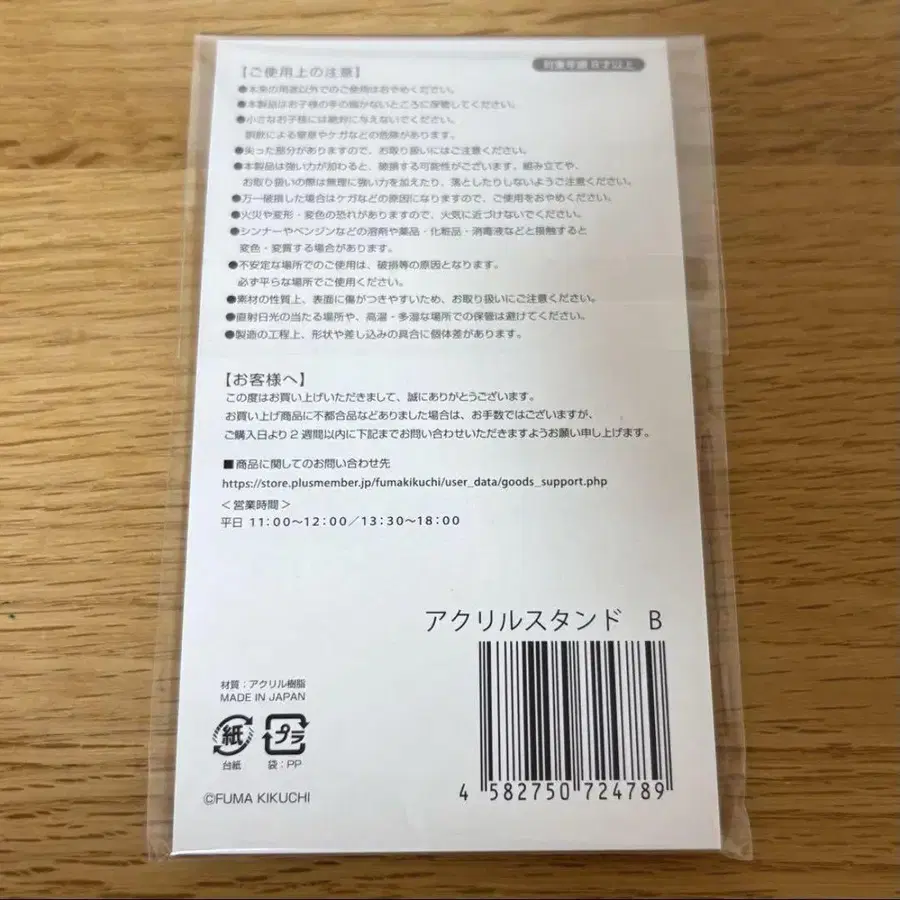 対象年齢 8才以上
【ご使用上の注意】
●本来の用途以外でのご使用はおやめください。
●本製品はお子様の手の届かないところに保管してください。
●小さなお子様には絶対に与えないでください。
誤飲による窒息やケガなどの危険があります。
●尖った部分がありますので、お取り扱いにはご注意ください。
●本製品は強い力が加わると、破損する可能性がございます。組み立てや、
お取り扱いの際は無理に強い力を加えたり、落としたりしないようご注意ください。
●万一破損した場合はケガなどの原因になりますので、ご使用をおやめください。
●火災や変形・変色の恐れがありますので、火気に近づけないでください。
●シンナーやベンジンなどの溶剤や薬品・化粧品・消毒液などと接触すると
変色・変質する場合があります。
●不安定な場所でのご使用は、破損等の原因となります。
必ず平らな場所でご使用ください。
●素材の性質上、表面に傷がつきやすいため、お取り扱いにご注意ください。
●直射日光の当たる場所や、高温・多湿な場所での保管は避けてください。
●製造の工程上、形状や差し込みの具合に個体差があります。
【お客様へ】
この度はお買い上げいただきまして、誠にありがとうございます。
お買い上げ商品に不都合品などありました場合は、お手数ではございますが、
ご購入日より2週間以内に下記までお問い合わせいただきますようお願い申し上げます。
■商品に関してのお問い合わせ先
https://store.plusmember.jp/fumakikuchi/user_data/goods_support.php
＜営業時間＞
平日 11:00～12:00／13:30～18:00
アクリルスタンド B
材質：アクリル樹脂
MADE IN JAPAN
紙 プラ
台紙 袋：PP
©FUMA KIKUCHI
4 582750 724789